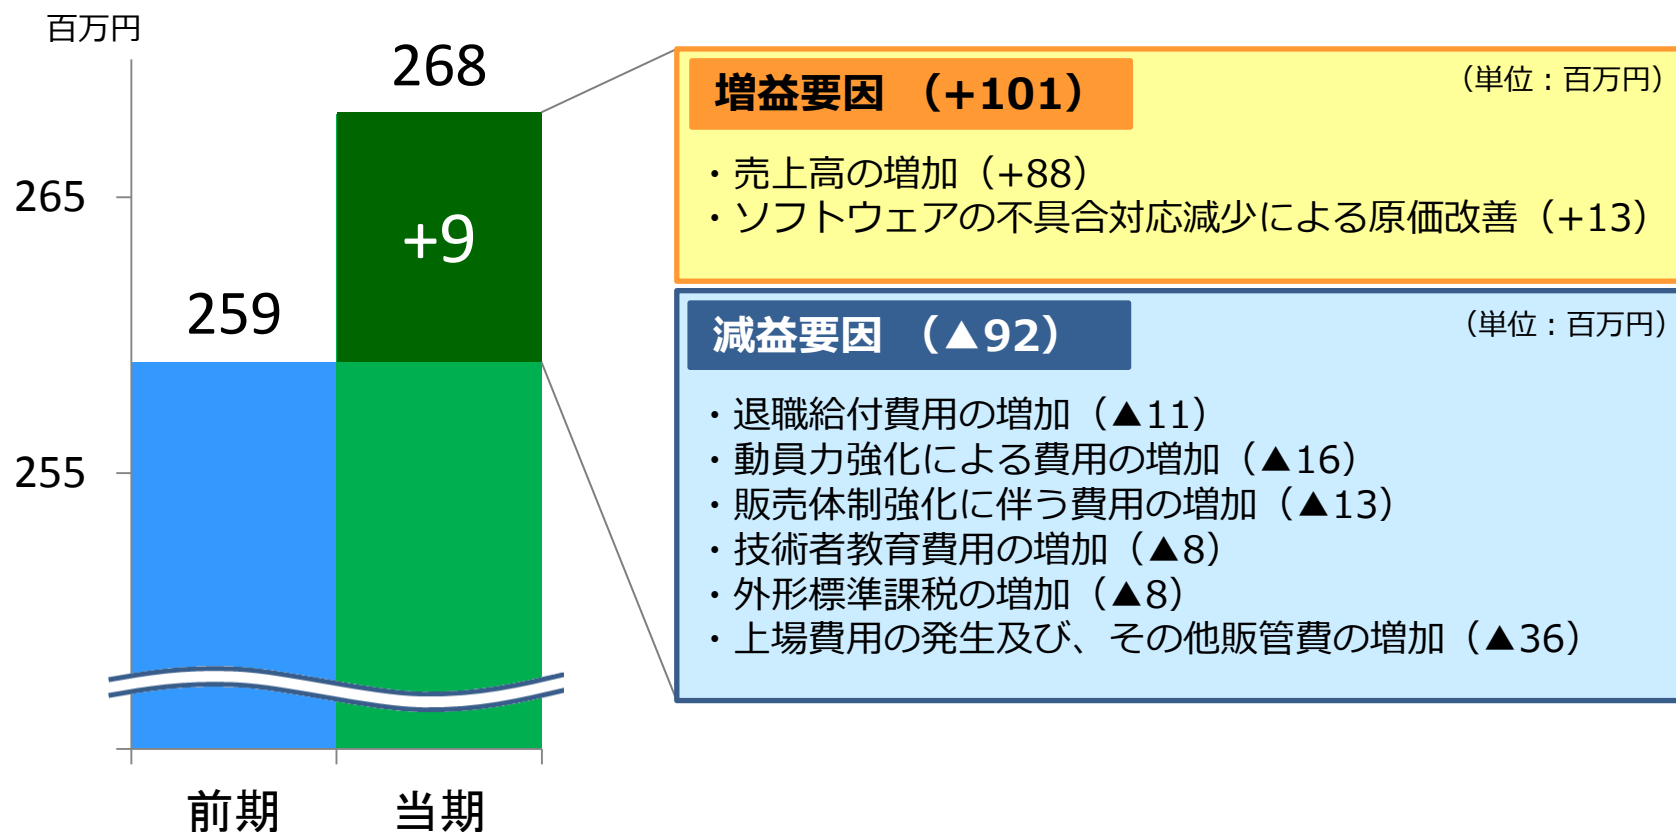 百万円
268
265
+9
259
255
前期
当期
増益要因 （+101）
（単位：百万円）
・売上高の増加（+88）
・ソフトウェアの不具合対応減少による原価改善（+13）
減益要因 （▲92）
（単位：百万円）
・退職給付費用の増加（▲11）
・動員力強化による費用の増加（▲16）
・販売体制強化に伴う費用の増加（▲13）
・技術者教育費用の増加（▲8）
・外形標準課税の増加（▲8）
・上場費用の発生及び、その他販管費の増加（▲36）